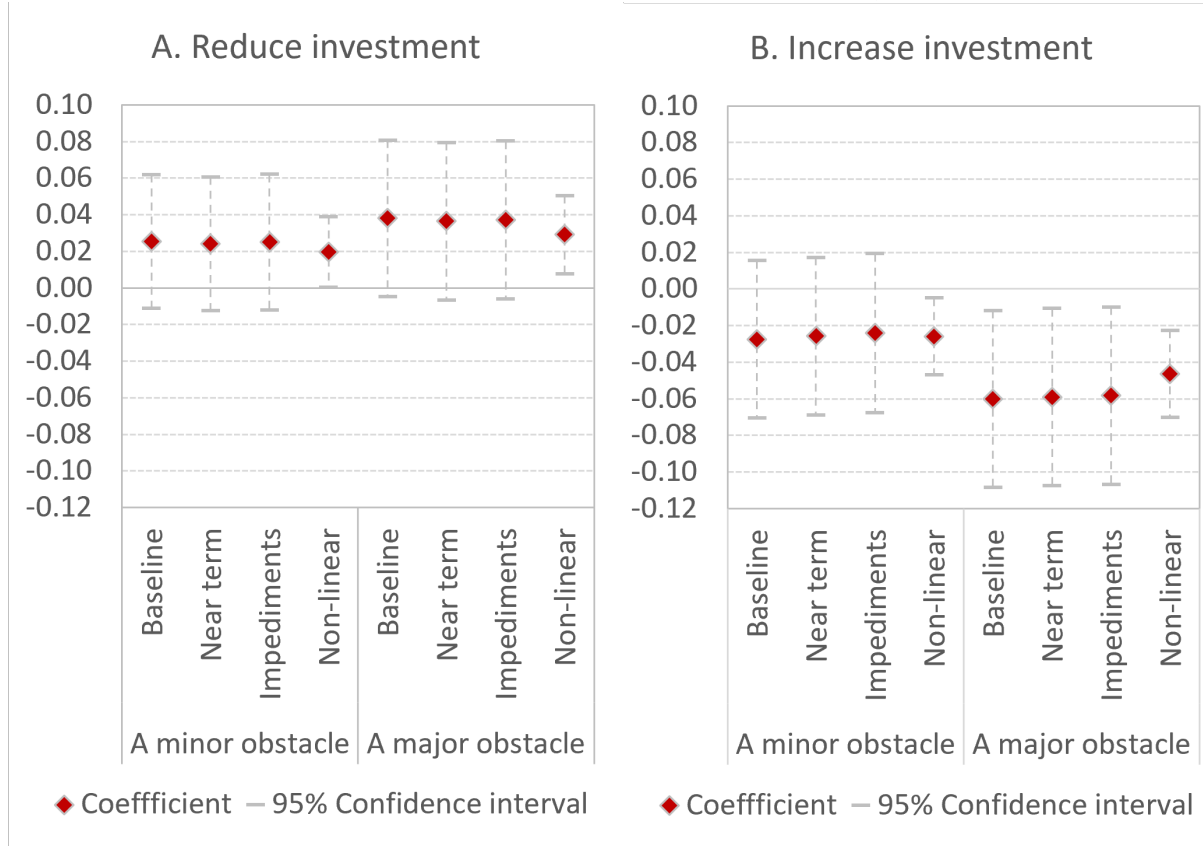 A. Reduce investment
0.10
0.08
0.06
0.04
0.02
0.00
-0.02
-0.04
-0.06
-0.08
-0.10
-0.12
Baseline
Near term
Impediments
Non-linear
Baseline
Near term
Impediments
Non-linear
A minor obstacle
A major obstacle
Coeffficient
95% Confidence interval
B. Increase investment
0.10
0.08
0.06
0.04
0.02
0.00
-0.02
-0.04
-0.06
-0.08
-0.10
-0.12
Baseline
Near term
Impediments
Non-linear
Baseline
Near term
Impediments
Non-linear
A minor obstacle
A major obstacle
Coeffficient
95% Confidence interval